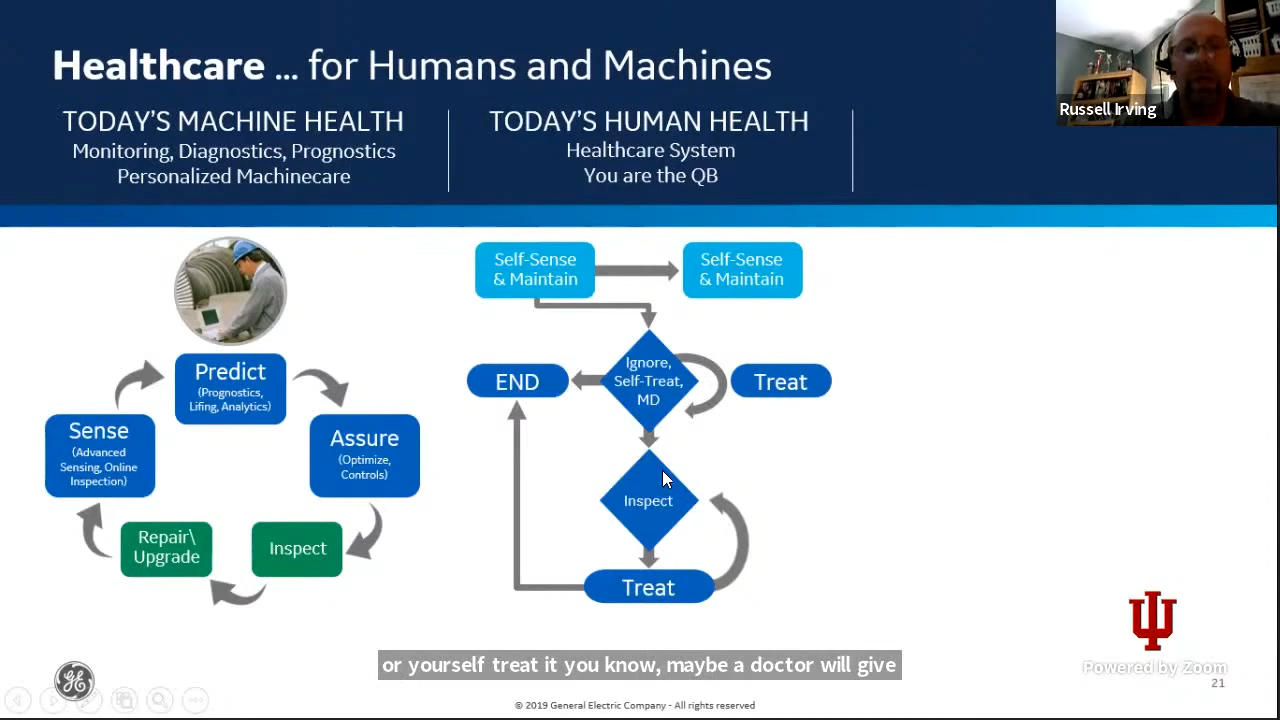 Healthcare ... for Humans and Machines
Russell Irving
TODAY'S MACHINE HEALTH
Monitoring, Diagnostics, Prognostics
Personalized Machinecare
TODAY'S HUMAN HEALTH
Healthcare System
You are the QB
Predict
(Prognostics,
Lifing, Analytics)
Sense
(Advanced
Sensing, Online
Inspection)
Assure
(Optimize,
Controls)
Repair\
Upgrade
Inspect
Self-Sense
& Maintain
Self-Sense
& Maintain
Ignore,
Self-Treat,
MD
END
Treat
Inspect
Treat
or yourself treat it you know, maybe a doctor will give
Powered by Zoom
21
© 2019 General Electric Company - All rights reserved